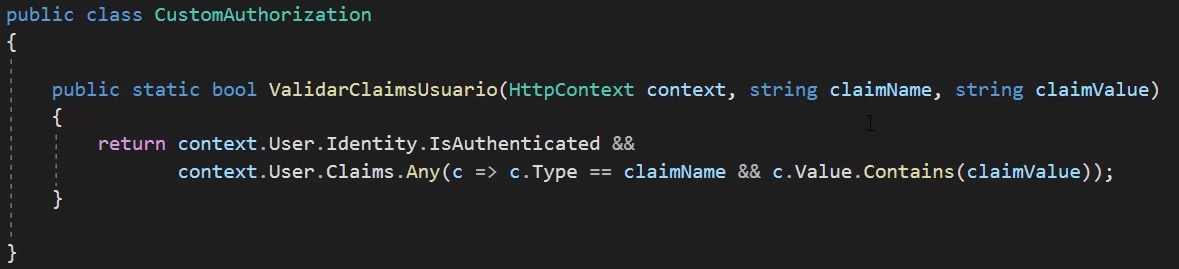 public class CustomAuthorization
{
public static bool ValidarClaimsUsuario(HttpContext context, string claimName, string claimValue)
{
return context.User.Identity.IsAuthenticated &&
context.User.Claims.Any(c => c.Type == claimName && c.Value.Contains(claimValue));
}
}